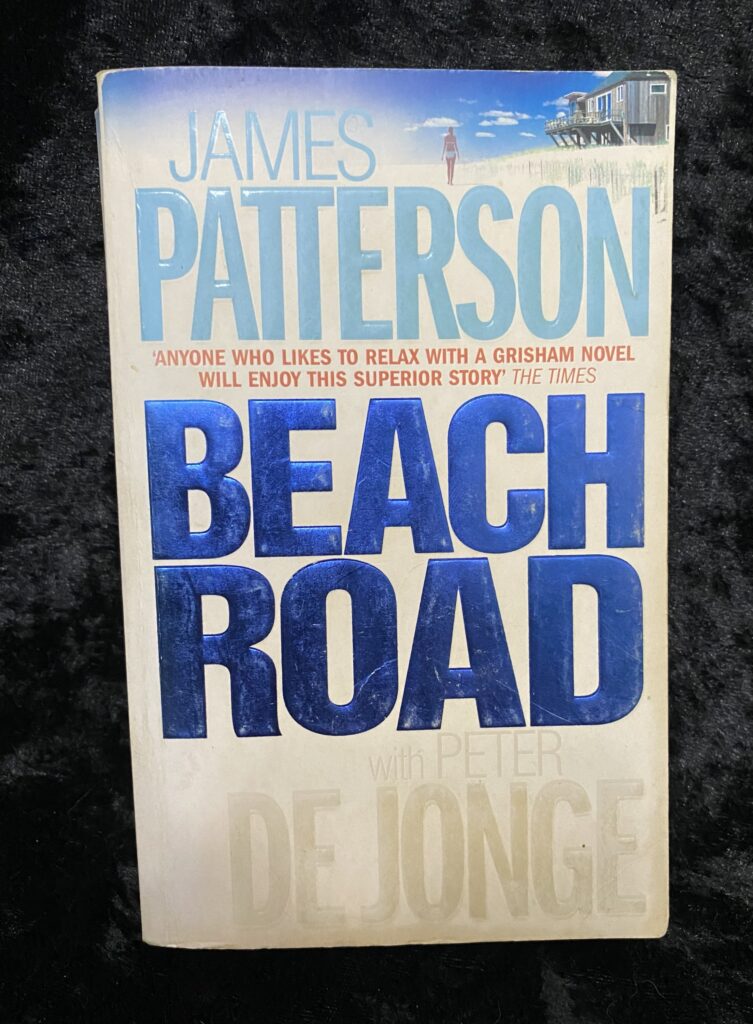 JAMES
PATTERSON
'ANYONE WHO LIKES TO RELAX WITH A GRISHAM NOVEL
WILL ENJOY THIS SUPERIOR STORY' THE TIMES
BEACH
ROAD
with PETER
DE JONGE